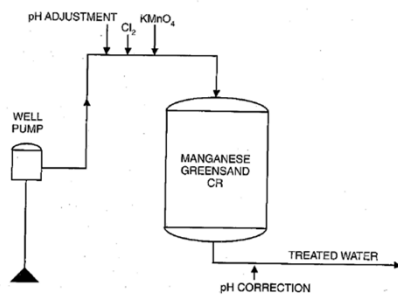 pH ADJUSTMENT
Cl2
KMnO4
WELL
PUMP
MANGANESE
GREENSAND
CR
TREATED WATER
pH CORRECTION